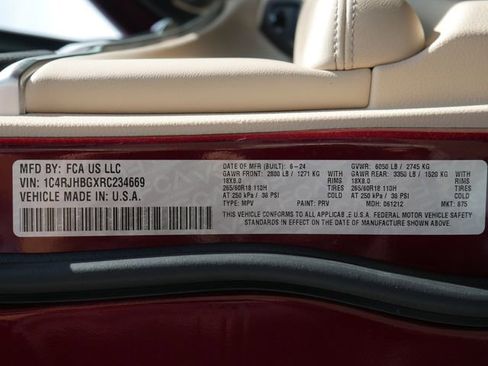 MFD BY: FCA US LLC
VIN: 1C4RJHBGXRC234669
VEHICLE MADE IN: U.S.A.
DATE OF MFR (BUILT): 6-24
GVWR: 6050 LB / 2745 KG
GAWR FRONT: 2800 LB / 1271 KG WITH
GAWR REAR: 3350 LB / 1520 KG WITH
18X8.0 RIMS
18X8.0 RIMS
265/60R18 110H TIRES
265/60R18 110H TIRES
AT 250 kPa / 36 PSI COLD
AT 250 kPa / 36 PSI COLD
TYPE: MPV PAINT: PRV MDH: 061212 MKT: 875
THIS VEHICLE CONFORMS TO ALL APPLICABLE U.S.A. FEDERAL MOTOR VEHICLE SAFETY
STANDARDS IN EFFECT ON THE DATE OF MANUFACTURE SHOWN ABOVE